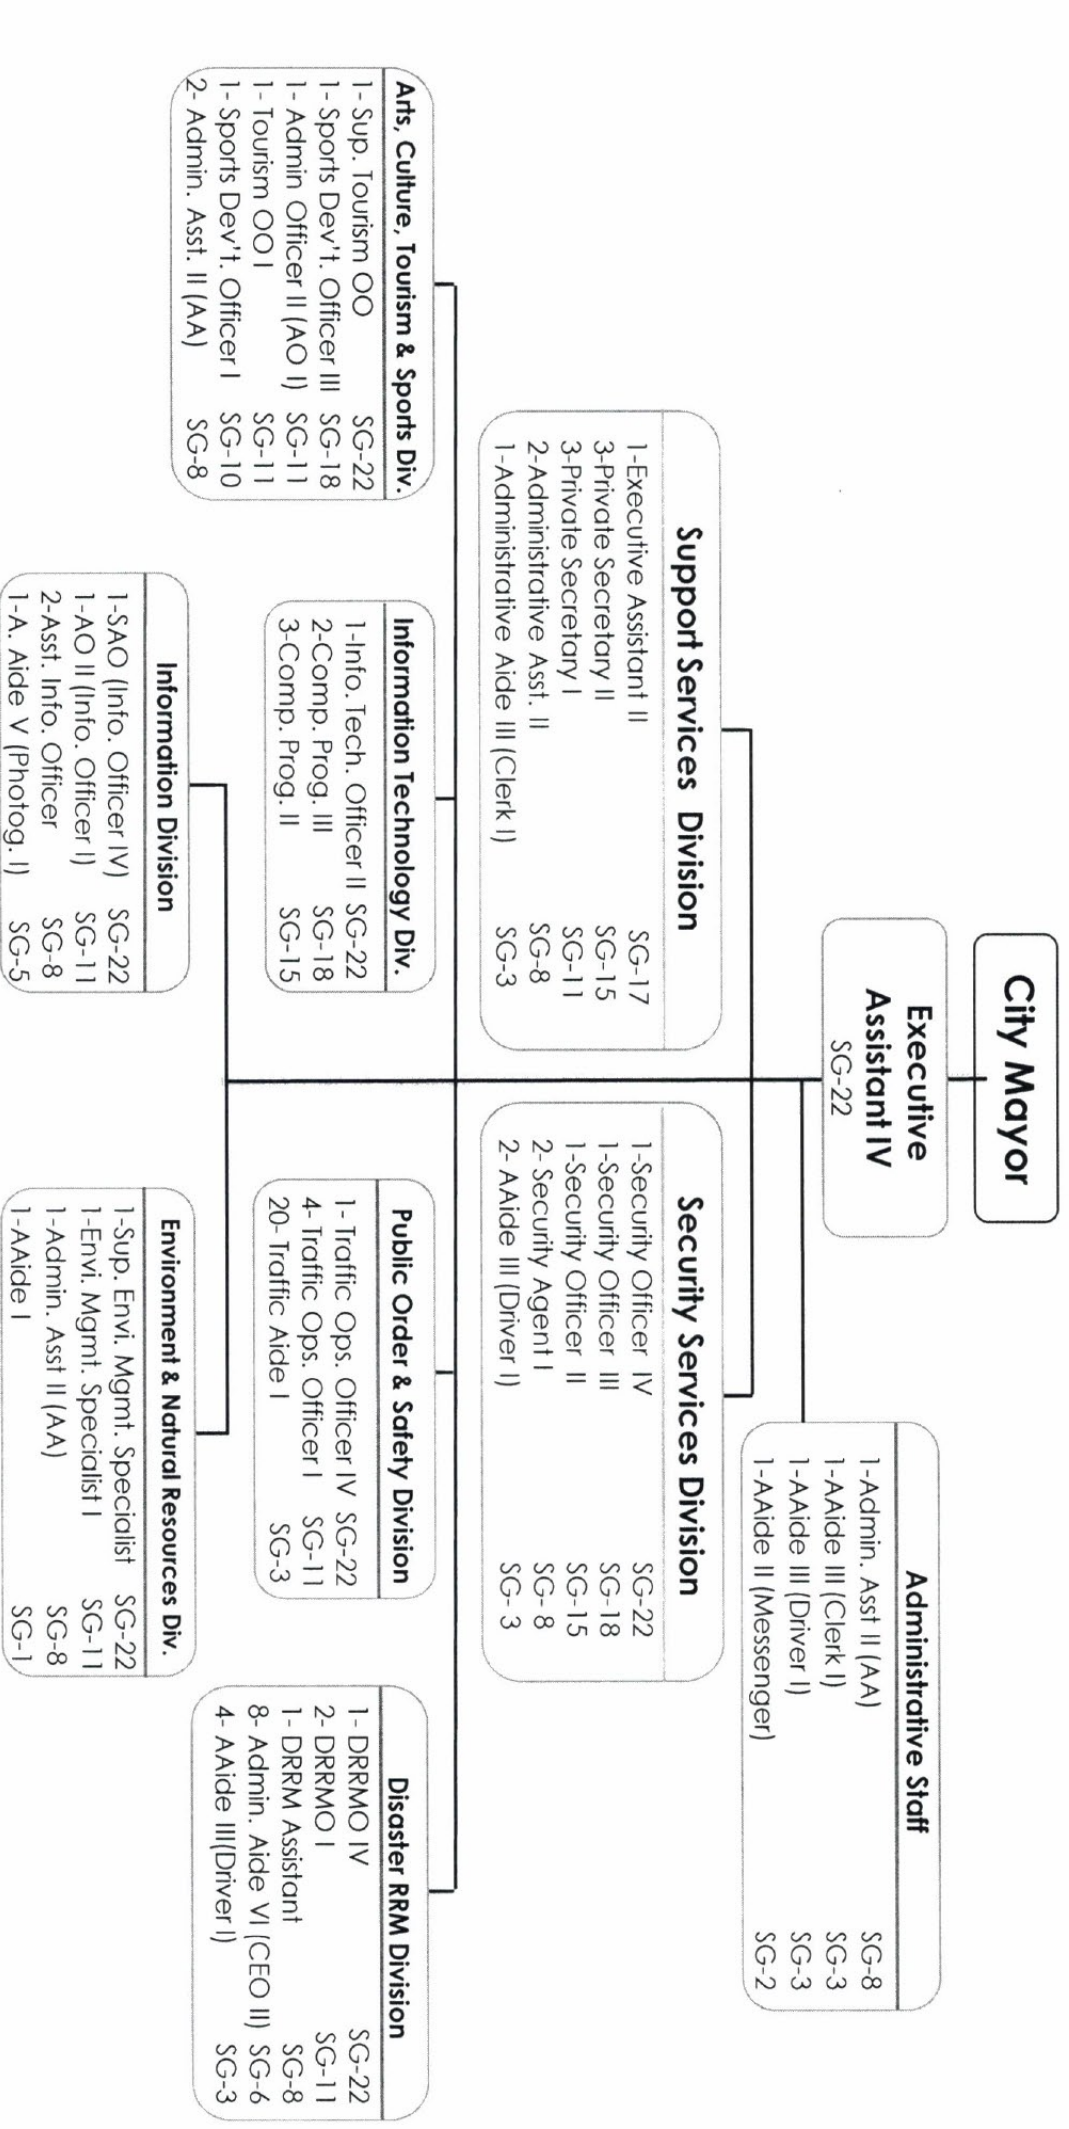 City Mayor
Executive
Assistant IV
SG-22
Administrative Staff
1-Admin. Asst II (AA) SG-8
1-AAide III (Clerk I) SG-3
1-AAide III (Driver I) SG-3
1-AAide II (Messenger) SG-2
Support Services Division
1-Executive Assistant II SG-17
3-Private Secretary II SG-15
3-Private Secretary I SG-11
2-Administrative Asst. II SG-8
1-Administrative Aide III (Clerk I) SG-3
Security Services Division
1-Security Officer IV SG-22
1-Security Officer III SG-18
1-Security Officer II SG-15
2- Security Agent I SG- 8
2- AAide III (Driver I) SG- 3
Arts, Culture, Tourism & Sports Div.
1- Sup. Tourism OO SG-22
1- Sports Dev't. Officer III SG-18
1- Admin Officer II (AO I) SG-11
1- Tourism OO I SG-11
1- Sports Dev't. Officer I SG-10
2- Admin. Asst. II (AA) SG-8
Information Technology Div.
1-Info. Tech. Officer II SG-22
2-Comp. Prog. III SG-18
3-Comp. Prog. II SG-15
Public Order & Safety Division
1- Traffic Ops. Officer IV SG-22
4- Traffic Ops. Officer I SG-11
20- Traffic Aide I SG-3
Disaster RRM Division
1- DRRMO IV SG-22
2- DRRMO I SG-11
1- DRRM Assistant SG-8
8- Admin. Aide VI (CEO II) SG-6
4- AAide III(Driver I) SG-3
Information Division
1-SAO (Info. Officer IV) SG-22
1-AO II (Info. Officer I) SG-11
2-Asst. Info. Officer SG-8
1-A. Aide V (Photog. I) SG-5
Environment & Natural Resources Div.
1-Sup. Envi. Mgmt. Specialist SG-22
1-Envi. Mgmt. Specialist I SG-11
1-Admin. Asst II (AA) SG-8
1-AAide I SG-1